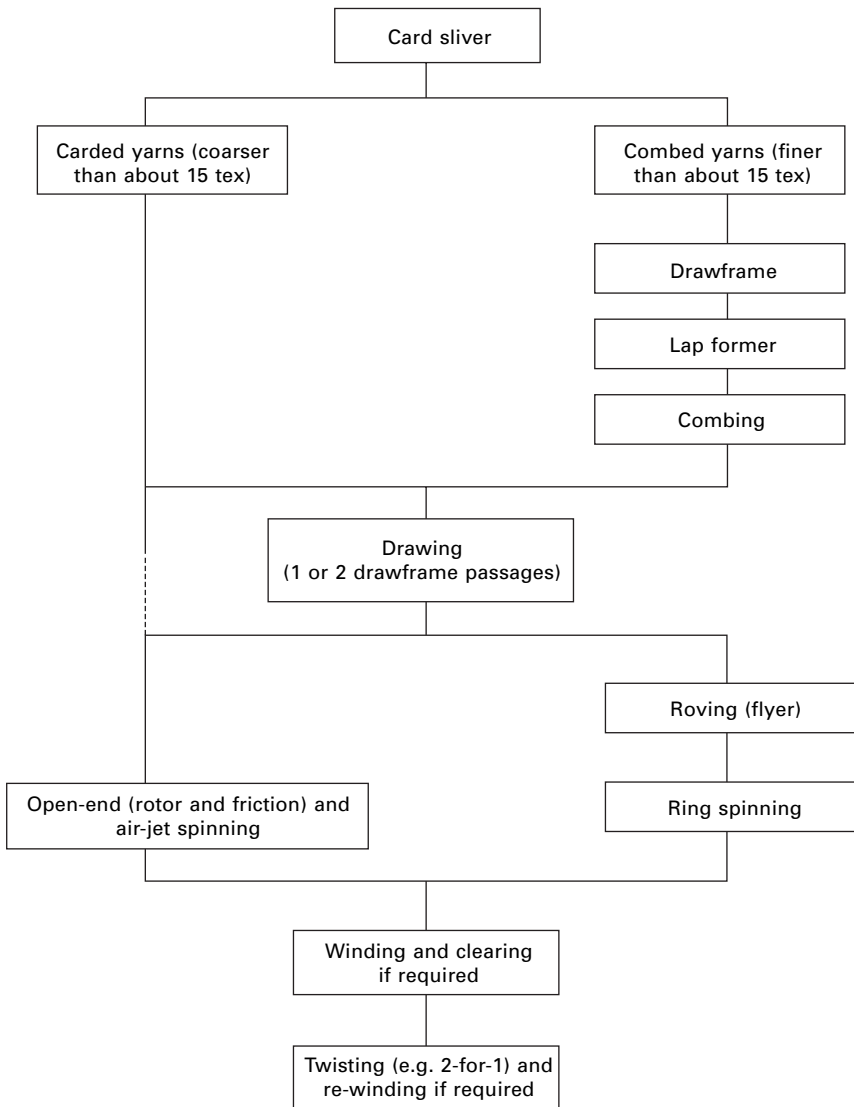 Card sliver
Carded yarns (coarser
than about 15 tex)
Combed yarns (finer
than about 15 tex)
Drawframe
Lap former
Combing
Drawing
(1 or 2 drawframe passages)
Roving (flyer)
Open-end (rotor and friction) and
air-jet spinning
Ring spinning
Winding and clearing
if required
Twisting (e.g. 2-for-1) and
re-winding if required